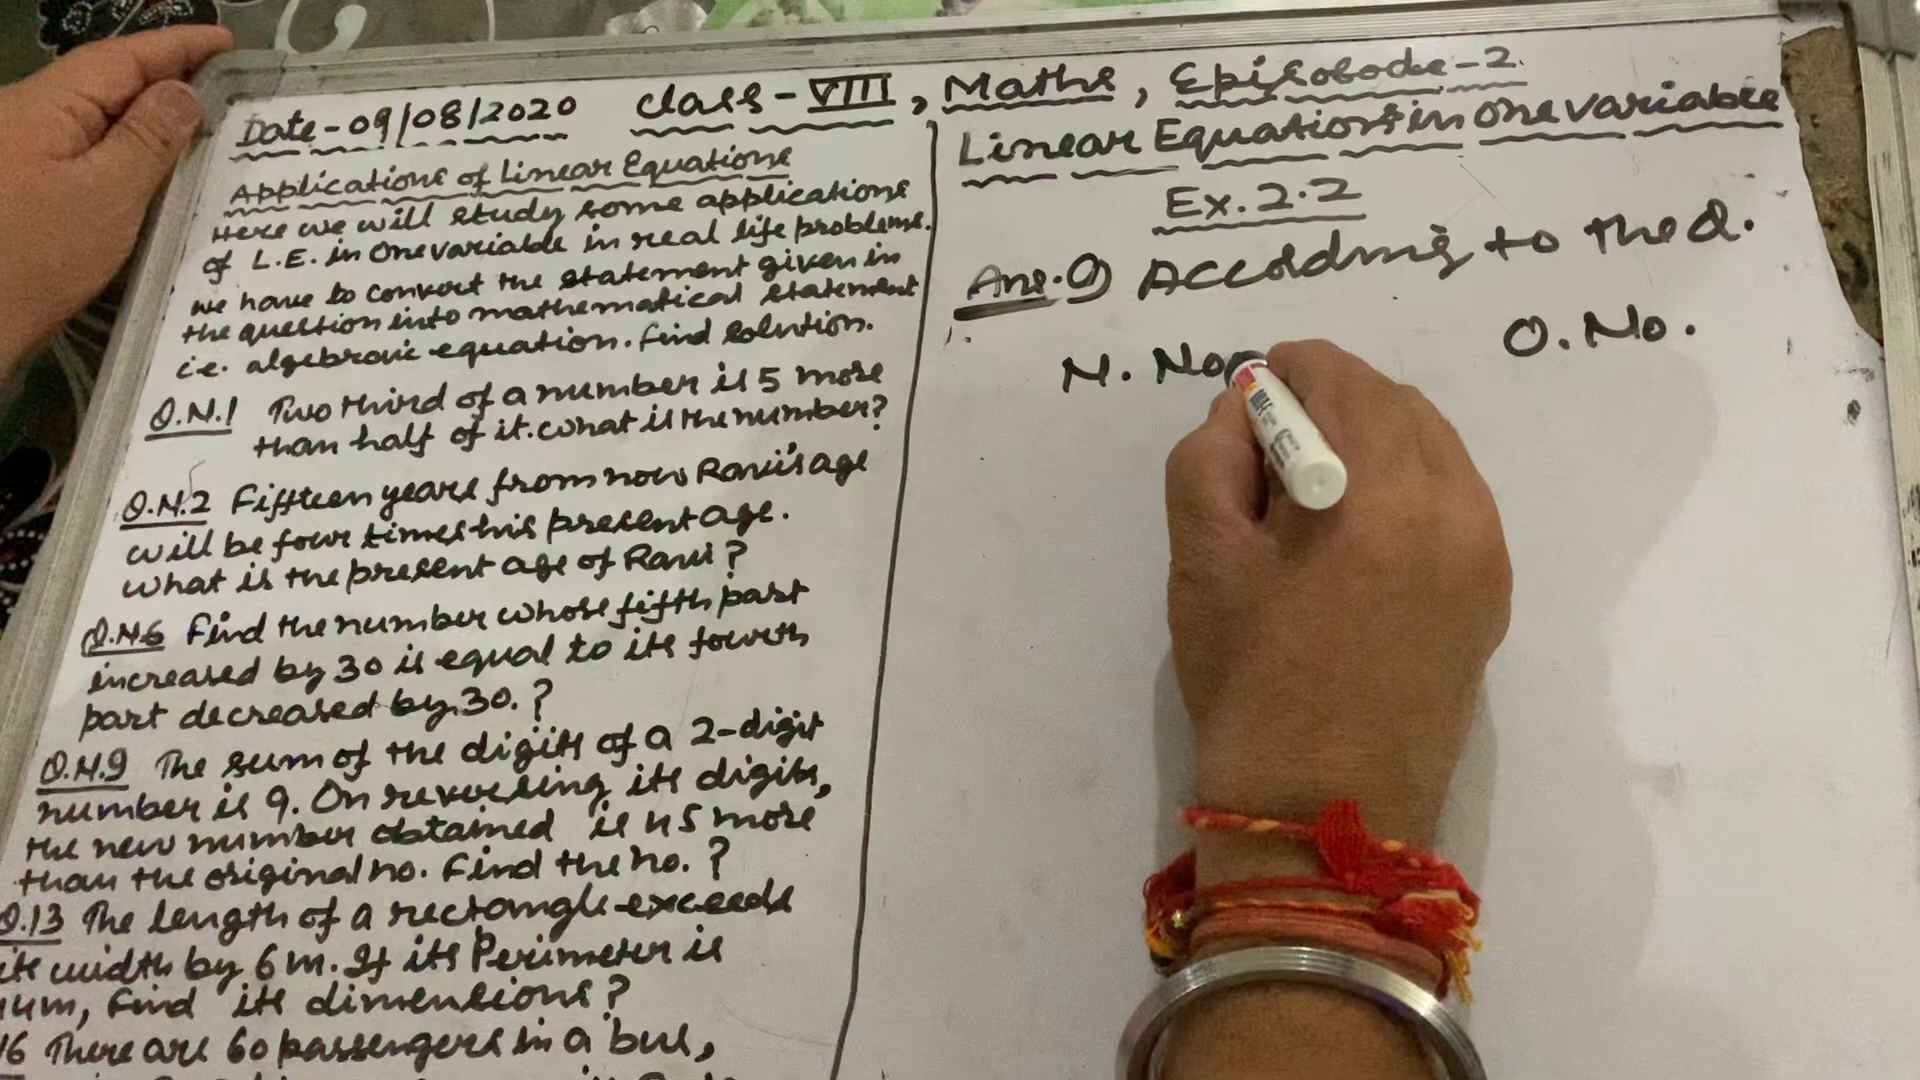 Date-09/08/2020 Class-VIII, Maths, Episobode-2
Applications of Linear Equations
Here we will study some applications
of L.E. in one variable in real life problems.
we have to convert the statement given in
the question into mathematical statement
i.e. algebraic equation. Find solution.
Q.N.1 Two third of a number is 5 more
than half of it. what is the number?
Q.N.2 Fifteen years from now Ravi's age
will be four times his present age.
What is the present age of Ravi?
Q.N.6 Find the number whose fifth part
increased by 30 is equal to its fourth
part decreased by 30.?
Q.N.9 The sum of the digits of a 2-digit
number is 9. On reversing its digits,
the new number obtained is 45 more
than the original no. Find the no.?
Q.13 The length of a rectangle exceeds
its width by 6m. If its Perimeter is
44m, Find its dimensions?
16 There are 60 passengers in a bus,
Linear Equations in one variable
Ex. 2.2
Ans. 9) According to the Q.
N. No O. No.